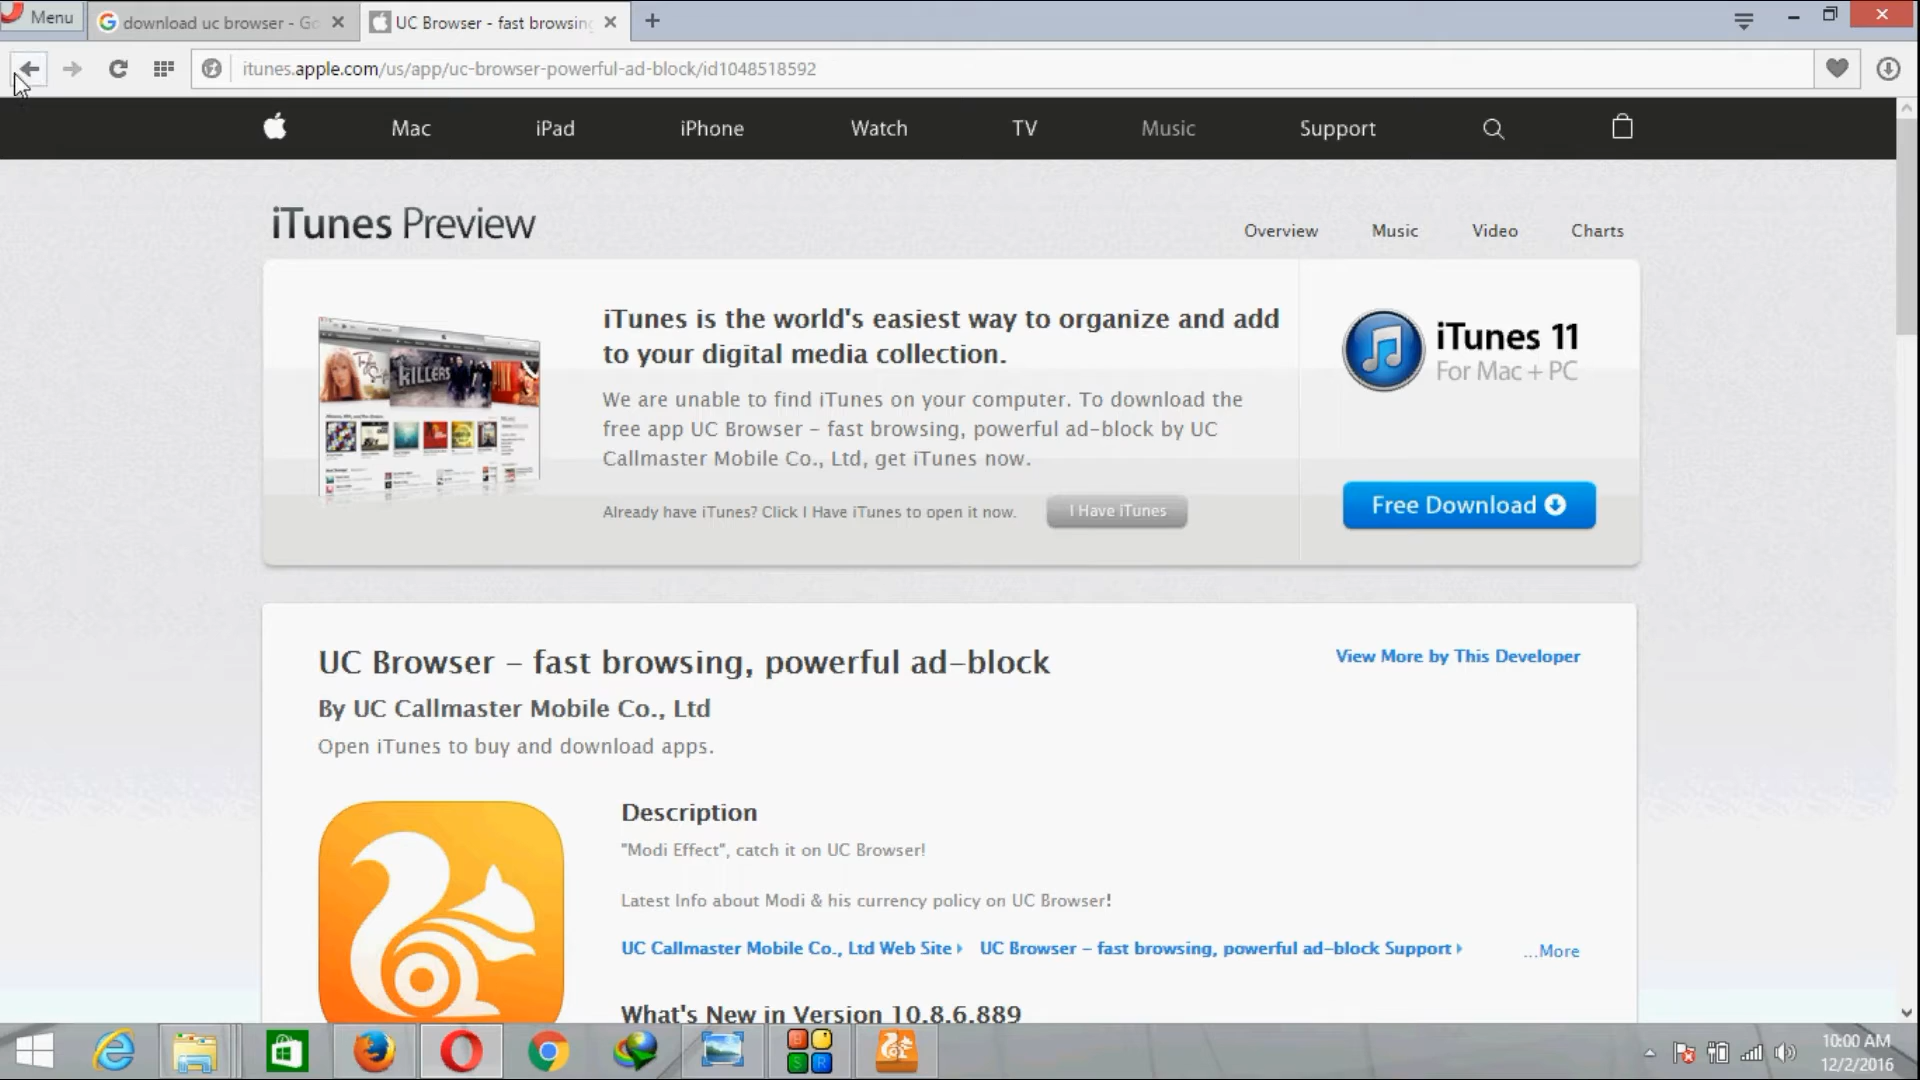 Menu
download uc browser - Go
UC Browser - fast browsing
itunes.apple.com/us/app/uc-browser-powerful-ad-block/id1048518592
Mac
iPad
iPhone
Watch
TV
Music
Support
iTunes Preview
Overview
Music
Video
Charts
iTunes is the world's easiest way to organize and add
to your digital media collection.
We are unable to find iTunes on your computer. To download the
free app UC Browser – fast browsing, powerful ad-block by UC
Callmaster Mobile Co., Ltd, get iTunes now.
Already have iTunes? Click I Have iTunes to open it now.
I Have iTunes
iTunes 11
For Mac + PC
Free Download
KILLERS
UC Browser – fast browsing, powerful ad-block
View More by This Developer
By UC Callmaster Mobile Co., Ltd
Open iTunes to buy and download apps.
Description
"Modi Effect", catch it on UC Browser!
Latest Info about Modi & his currency policy on UC Browser!
UC Callmaster Mobile Co., Ltd Web Site
UC Browser – fast browsing, powerful ad-block Support
...More
What's New in Version 10.8.6.889
10:00 AM
12/2/2016